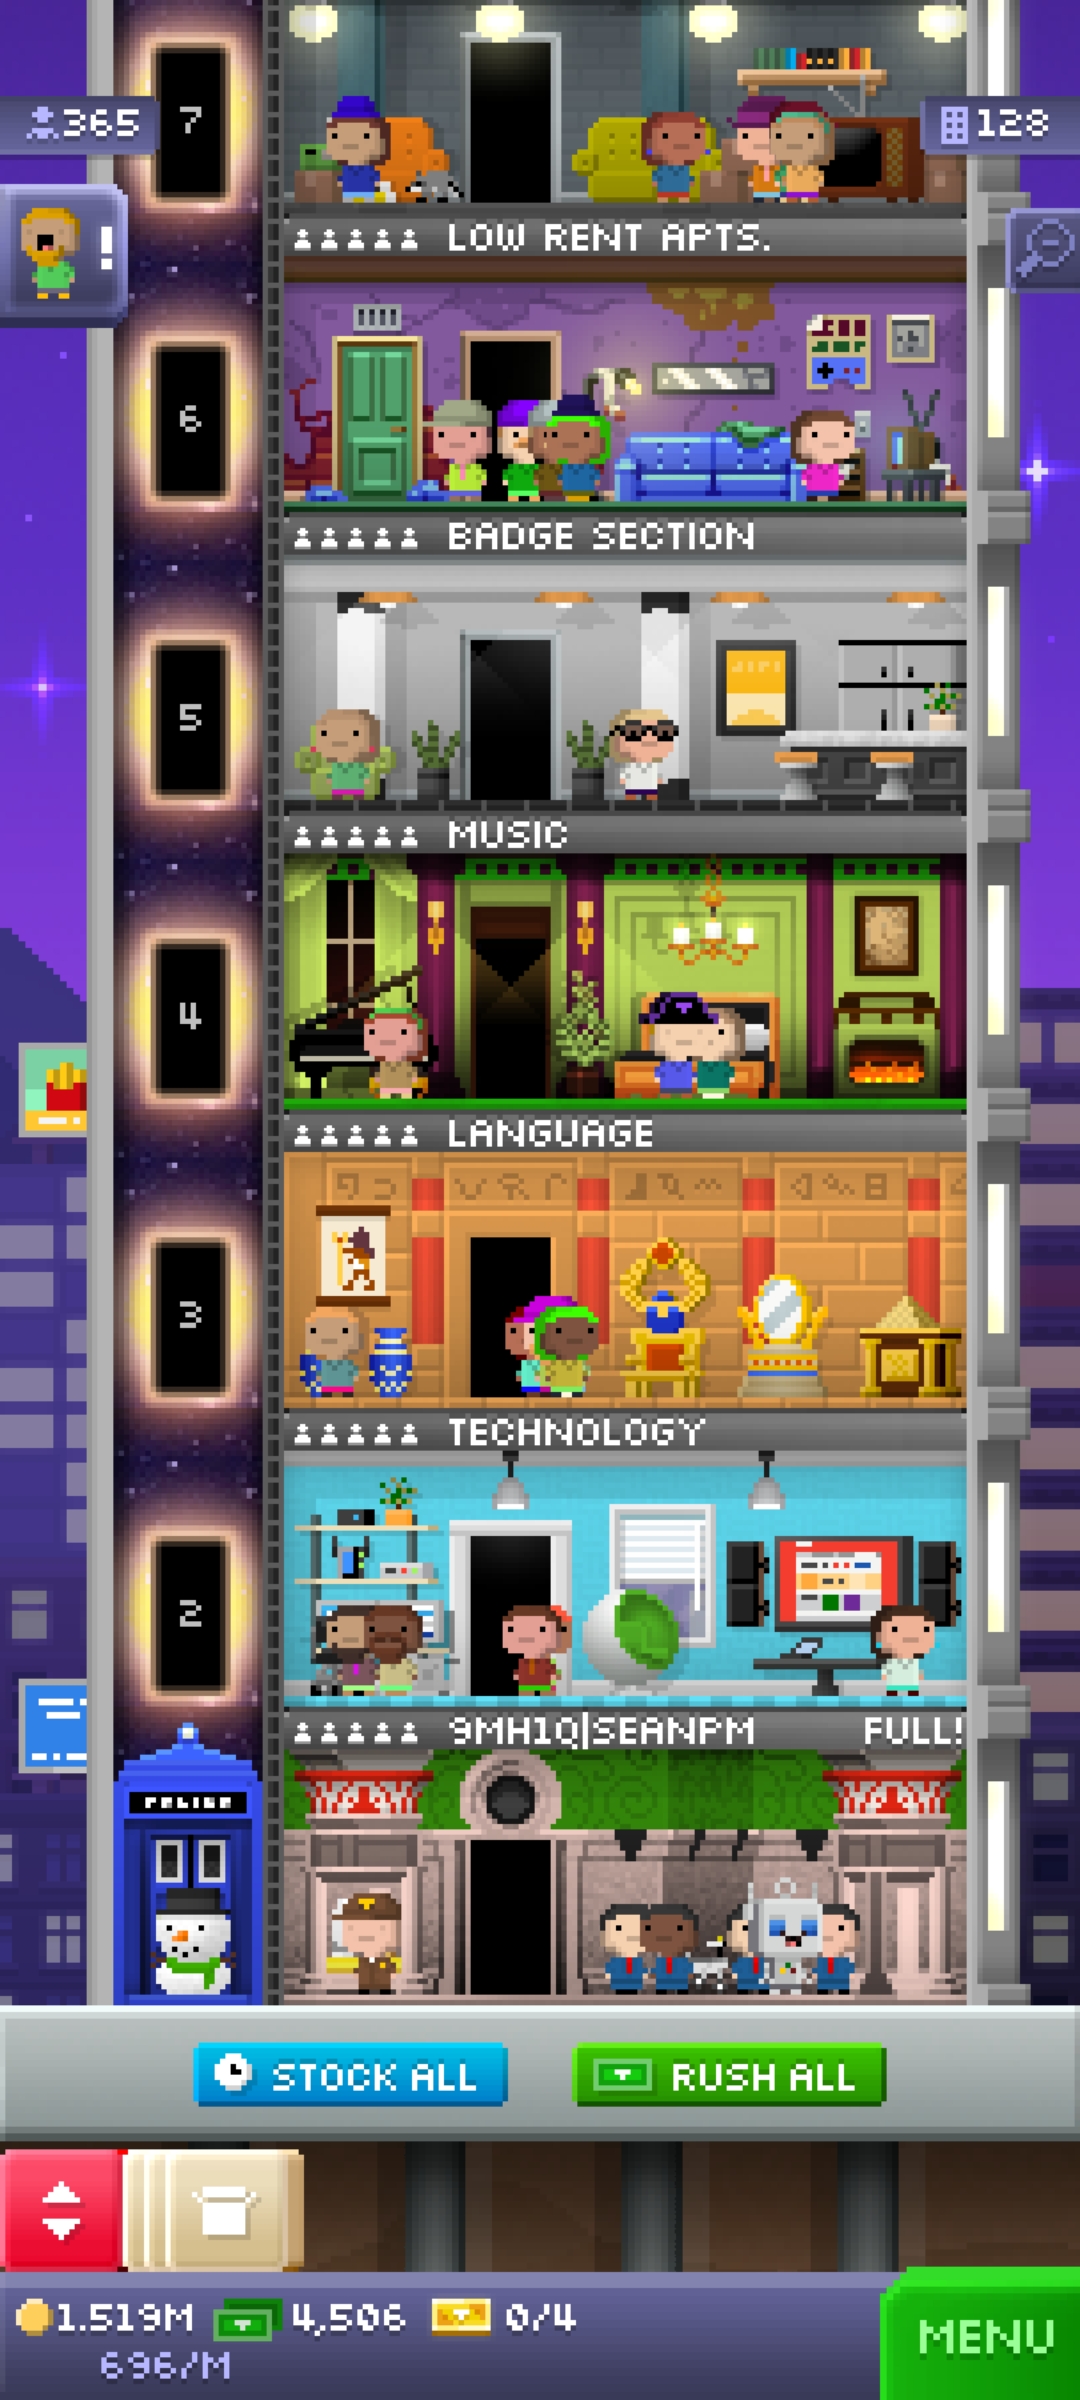 7
365
128
!
LOW RENT APTS.
6
BADGE SECTION
5
MUSIC
4
LANGUAGE
3
TECHNOLOGY
2
9MH1Q|SEANPM FULL!
POLICE
STOCK ALL
RUSH ALL
1.519M 4,506 0/4
696/M
MENU